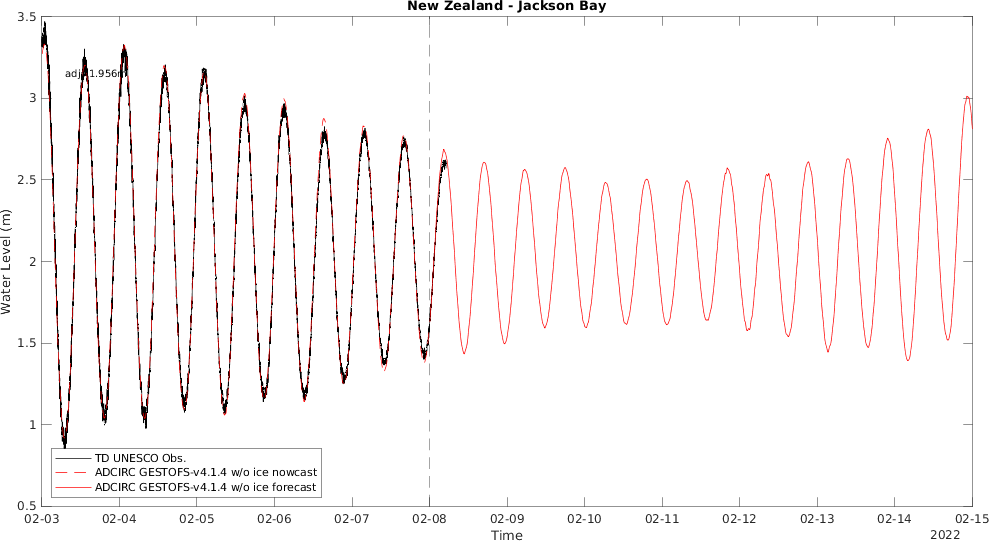 New Zealand - Jackson Bay
3.5
3
2.5
2
1.5
1
0.5
Water Level (m)
adj: 1.956m
TD UNESCO Obs.
ADCIRC GESTOFS-v4.1.4 w/o ice nowcast
ADCIRC GESTOFS-v4.1.4 w/o ice forecast
02-03 02-04 02-05 02-06 02-07 02-08 02-09 02-10 02-11 02-12 02-13 02-14 02-15
Time
2022